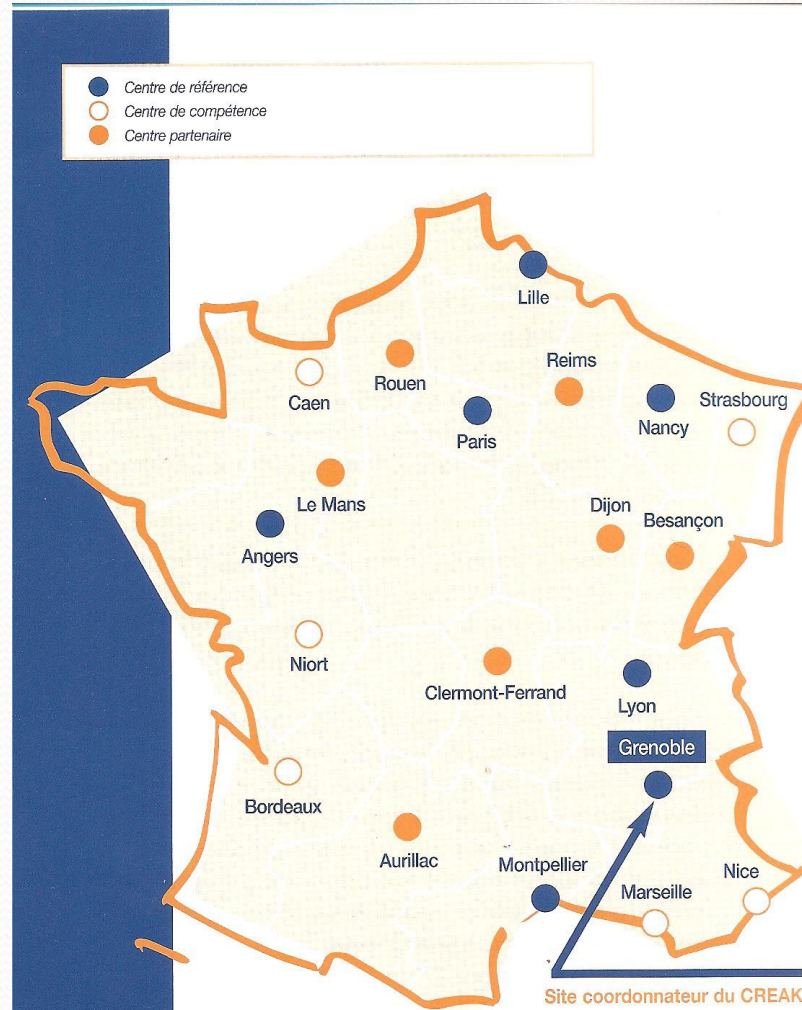 Centre de référence
Centre de compétence
Centre partenaire
Lille
Reims
Rouen
Caen
Strasbourg
Nancy
Paris
Le Mans
Dijon
Besançon
Angers
Niort
Clermont-Ferrand
Lyon
Grenoble
Bordeaux
Aurillac
Montpellier
Nice
Marseille
Site coordonnateur du CREAK